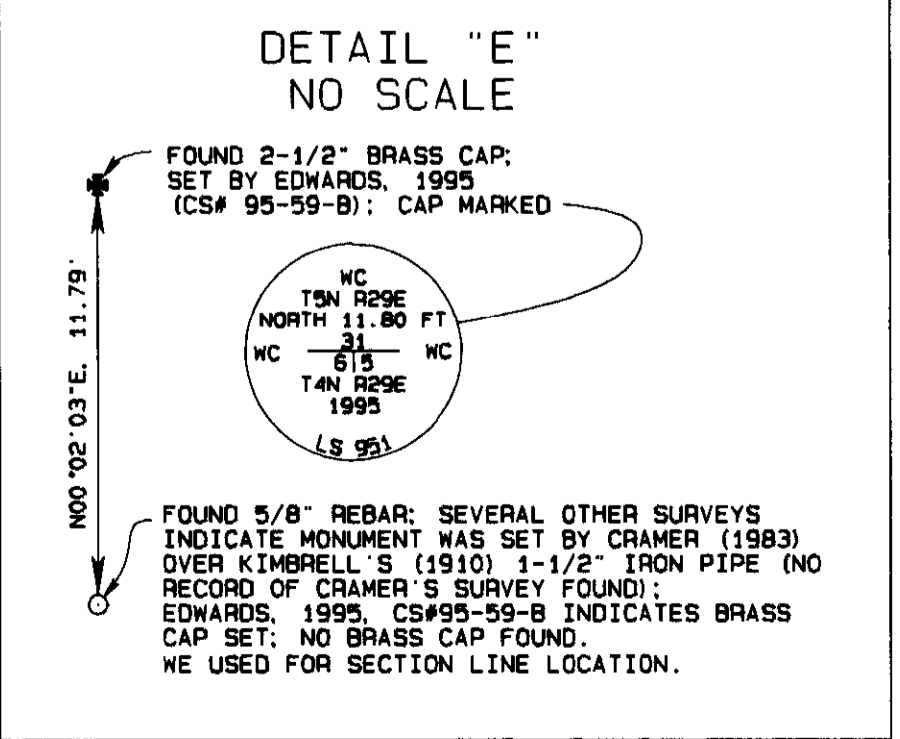 DETAIL "E"
NO SCALE
FOUND 2-1/2" BRASS CAP;
SET BY EDWARDS, 1995
(CS# 95-59-B); CAP MARKED
N00°02'03"E, 11.79'
WC
T5N R29E
NORTH 11.80 FT
31
WC WC
6|5
T4N R29E
1995
LS 951
FOUND 5/8" REBAR; SEVERAL OTHER SURVEYS
INDICATE MONUMENT WAS SET BY CRAMER (1983)
OVER KIMBRELL'S (1910) 1-1/2" IRON PIPE (NO
RECORD OF CRAMER'S SURVEY FOUND);
EDWARDS, 1995, CS#95-59-B INDICATES BRASS
CAP SET; NO BRASS CAP FOUND.
WE USED FOR SECTION LINE LOCATION.